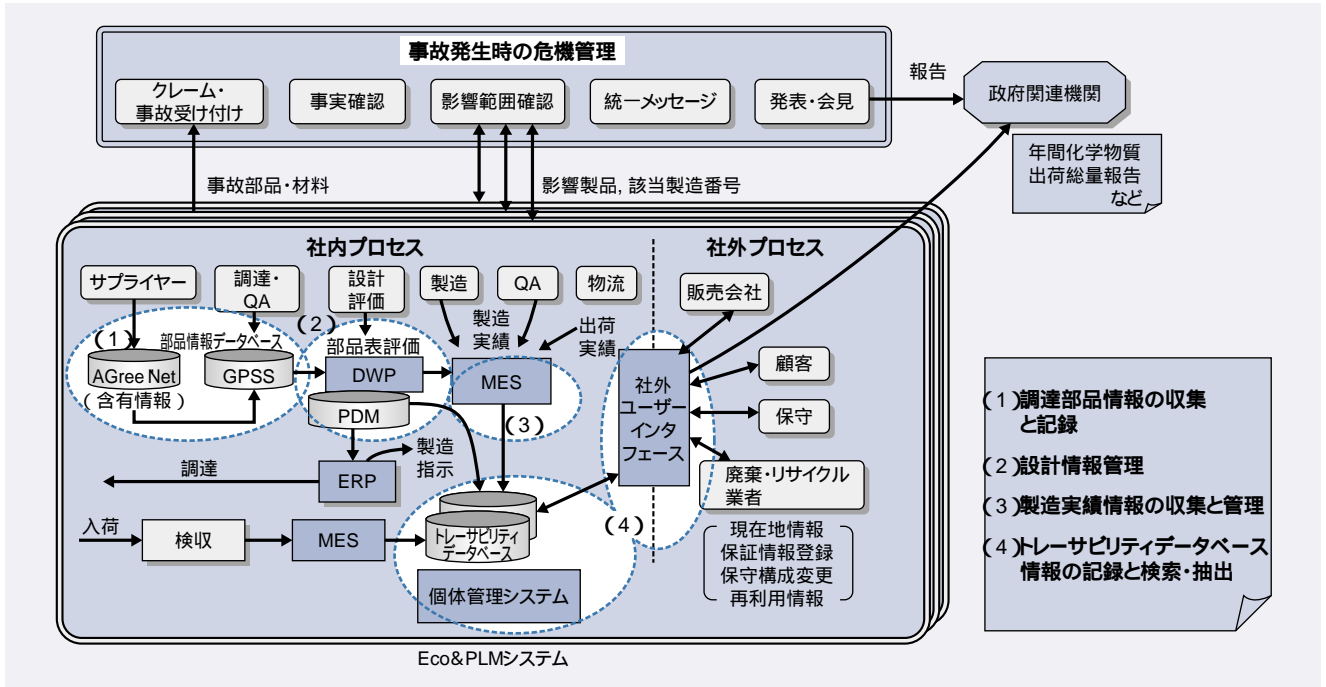 事故発生時の危機管理
クレーム・
事故受け付け
事実確認
影響範囲確認
統一メッセージ
発表・会見
報告
政府関連機関
年間化学物質
出荷総量報告
など
事故部品・材料
影響製品, 該当製造番号
社内プロセス
社外プロセス
サプライヤー
調達・
QA
設計
評価
製造
QA
物流
販売会社
(1)
部品情報データベース
(2)
部品表評価
製造
実績
出荷
実績
AGree Net
(含有情報)
GPSS
DWP
PDM
MES
(3)
社外
ユーザー
インタ
フェース
顧客
保守
廃棄・リサイクル
業者
調達
ERP
製造
指示
入荷
検収
MES
トレーサビリティ
データベース
(4)
個体管理システム
現在地情報
保証情報登録
保守構成変更
再利用情報
Eco&PLMシステム
(1)調達部品情報の収集
と記録
(2)設計情報管理
(3)製造実績情報の収集と管理
(4)トレーサビリティデータベース
情報の記録と検索・抽出